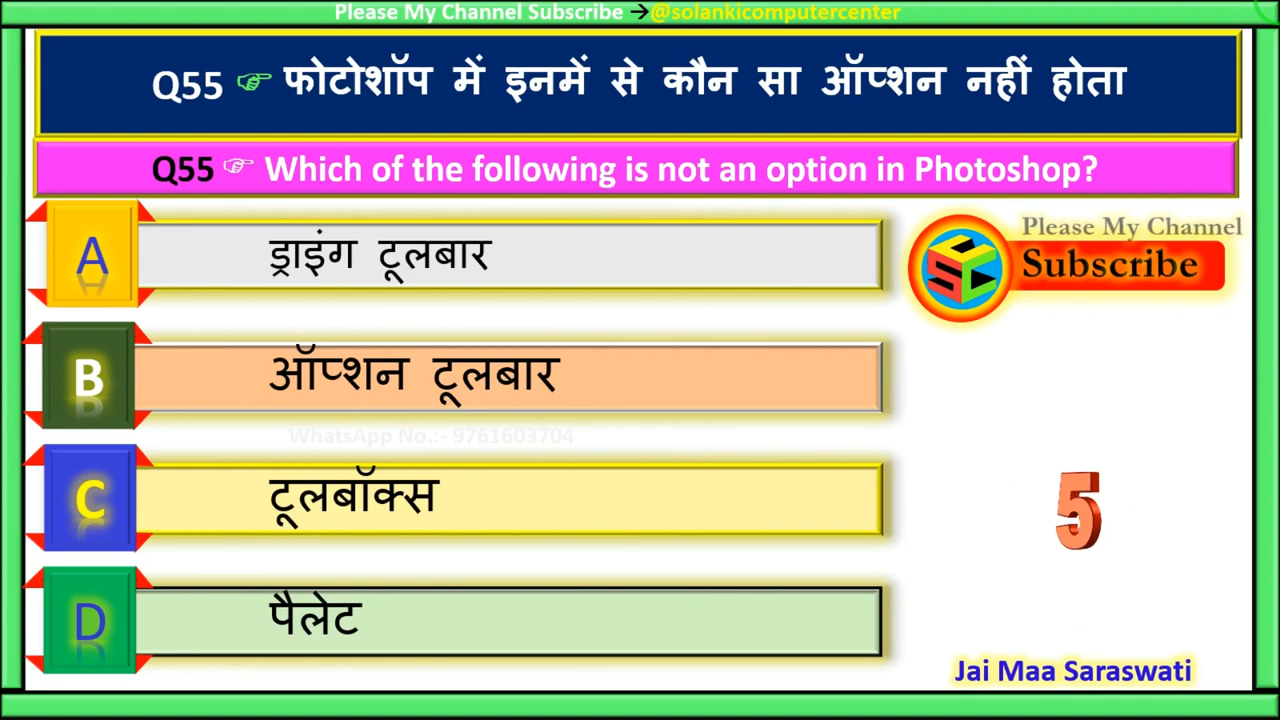 Please My Channel Subscribe →@solankicomputercenter
Q55 ☞ फोटोशॉप में इनमें से कौन सा ऑप्शन नहीं होता
Q55 ☞ Which of the following is not an option in Photoshop?
A ड्राइंग टूलबार
Please My Channel
Subscribe
SCC
B ऑप्शन टूलबार
WhatsApp No.:- 9761603704
C टूलबॉक्स
5
D पैलेट
Jai Maa Saraswati